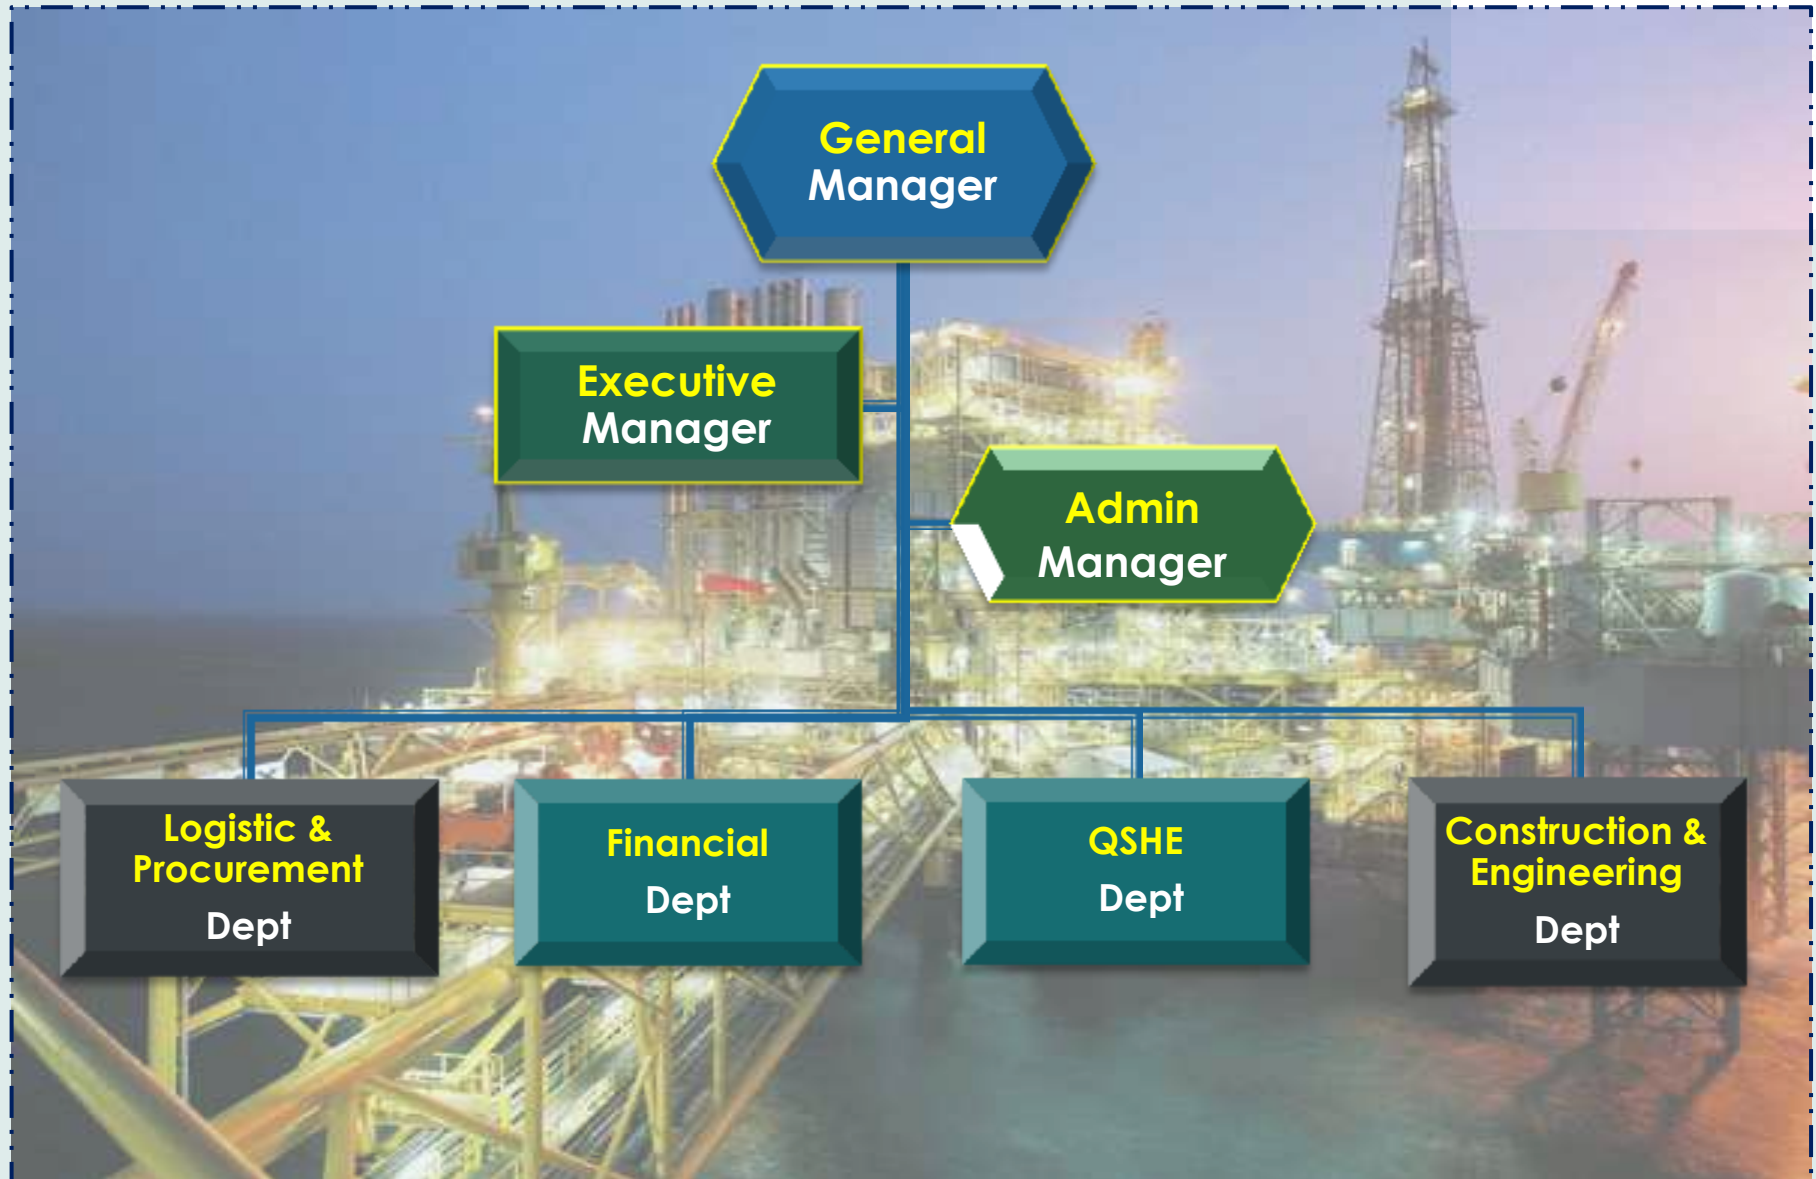 General
Manager
Executive
Manager
Admin
Manager
Logistic &
Procurement
Dept
Financial
Dept
QSHE
Dept
Construction &
Engineering
Dept